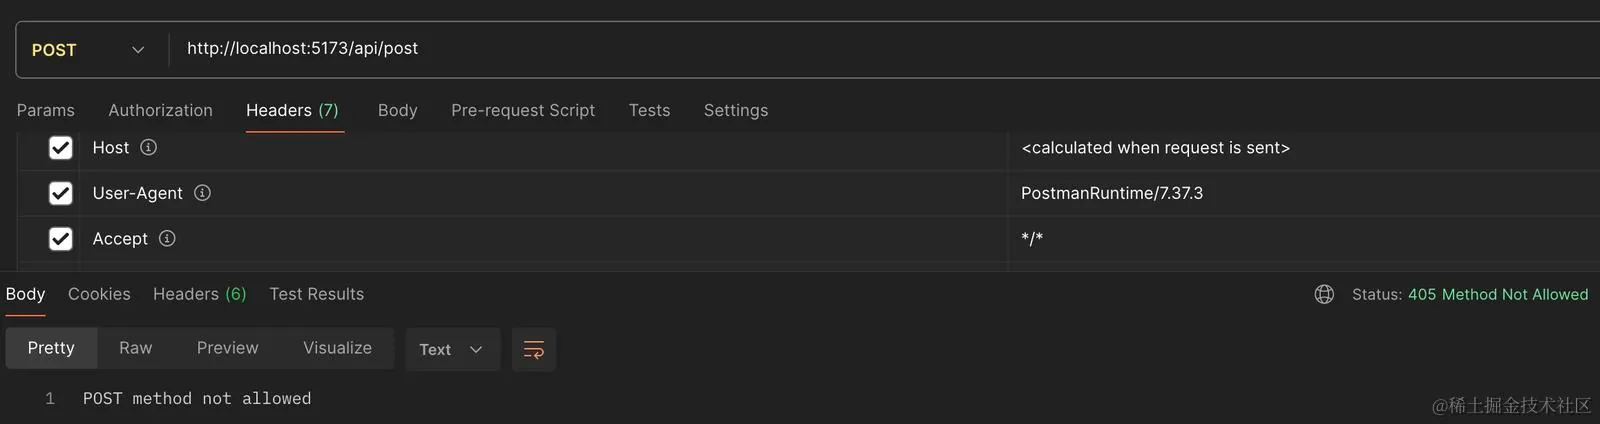 POST http://localhost:5173/api/post
Params Authorization Headers (7) Body Pre-request Script Tests Settings
Host <calculated when request is sent>
User-Agent PostmanRuntime/7.37.3
Accept */*
Body Cookies Headers (6) Test Results Status: 405 Method Not Allowed
Pretty Raw Preview Visualize Text
1 POST method not allowed
@稀土掘金技术社区